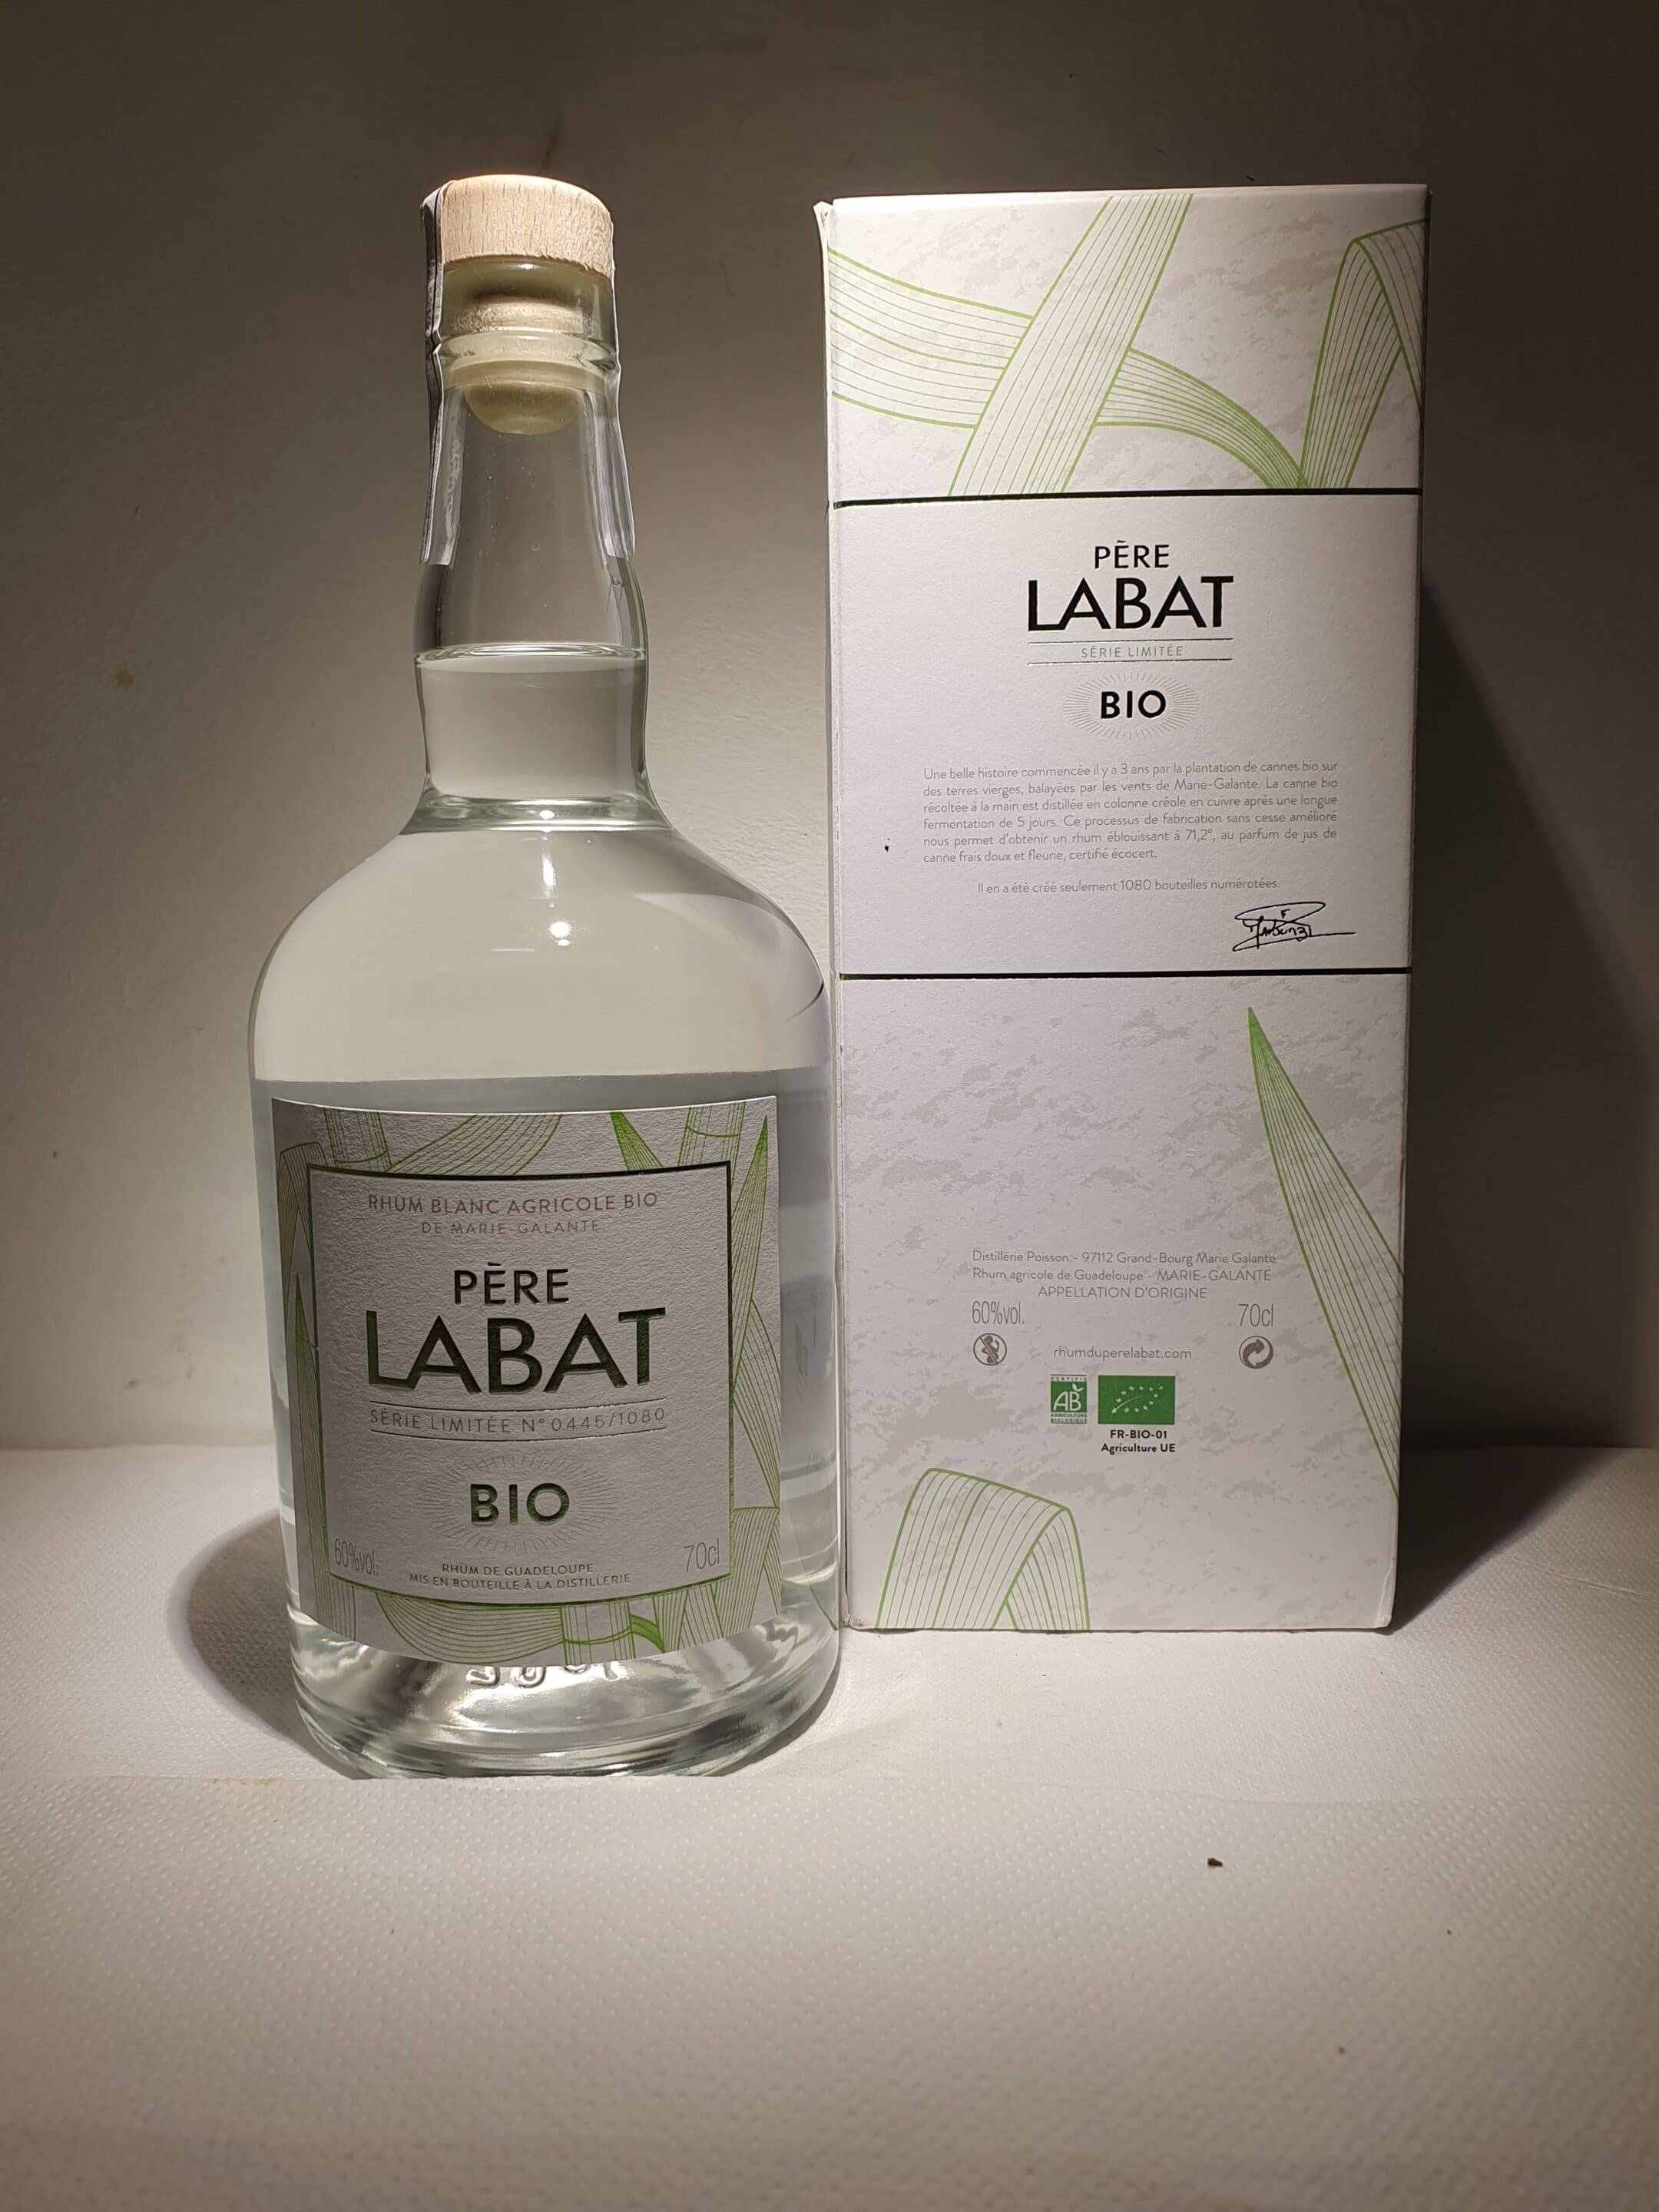 RHUM BLANC AGRICOLE BIO
DE MARIE-GALANTE
PÈRE
LABAT
SÉRIE LIMITÉE N° 0445/1080
BIO
60%vol.
70cl
RHUM DE GUADELOUPE
MIS EN BOUTEILLE À LA DISTILLERIE
PÈRE
LABAT
SÉRIE LIMITÉE
BIO
Une belle histoire commencée il y a 3 ans par la plantation de cannes bio sur
des terres vierges, balayées par les vents de Marie-Galante. La canne bio
récoltée à la main est distillée en colonne créole en cuivre après une longue
fermentation de 5 jours. Ce processus de fabrication sans cesse amélioré
nous permet d'obtenir un rhum éblouissant à 71,2°, au parfum de jus de
canne frais doux et fleurie, certifié écocert.
Il en a été créé seulement 1080 bouteilles numérotées.
Distillerie Poisson - 97112 Grand-Bourg Marie Galante
Rhum agricole de Guadeloupe - MARIE-GALANTE
APPELLATION D'ORIGINE
60%vol.
70cl
rhumduperelabat.com
CERTIFIÉ
AB
AGRICULTURE
BIOLOGIQUE
FR-BIO-01
Agriculture UE